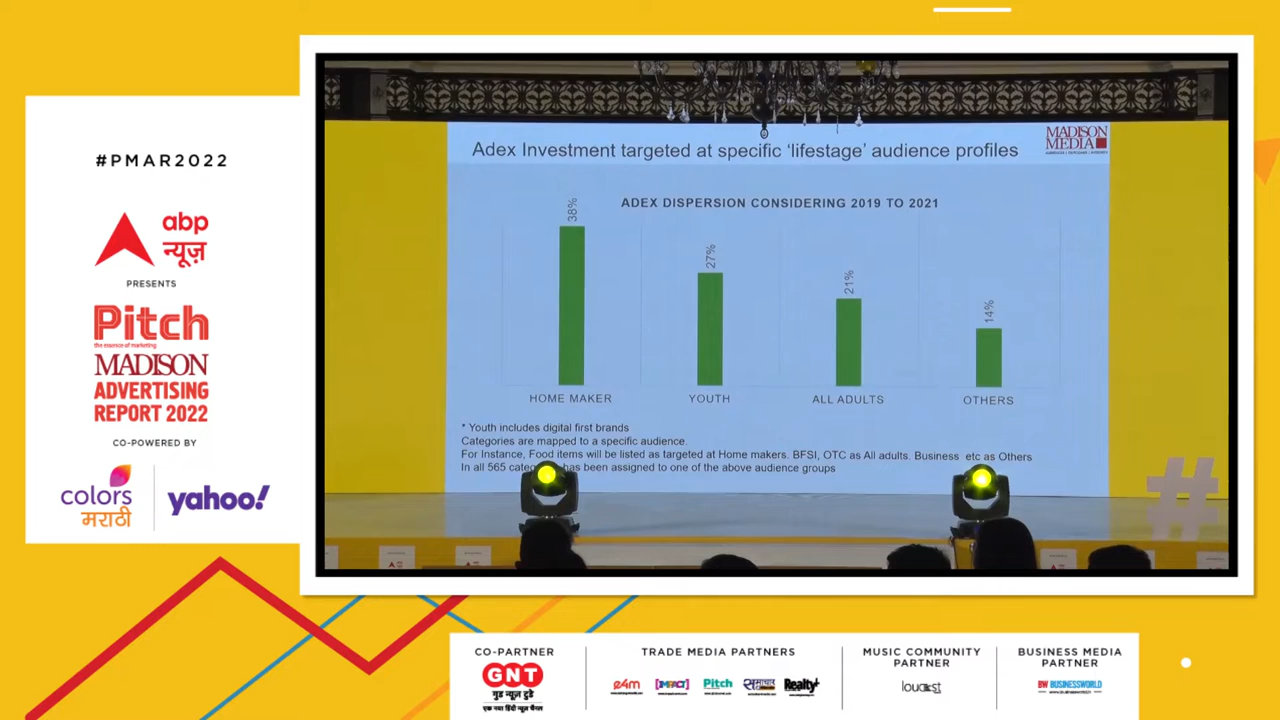 #PMAR2022
abp
न्यूज़
PRESENTS
Pitch
the essence of marketing
MADISON
ADVERTISING
REPORT 2022
CO-POWERED BY
colors
मराठी
yahoo!
MADISON
MEDIA
Adex Investment targeted at specific 'lifestage' audience profiles
ADEX DISPERSION CONSIDERING 2019 TO 2021
38%
27%
21%
14%
HOME MAKER
YOUTH
ALL ADULTS
OTHERS
* Youth includes digital first brands
Categories are mapped to a specific audience.
For Instance, Food items will be listed as targeted at Home makers. BFSI, OTC as All adults. Business etc as Others
In all 565 categ has been assigned to one of the above audience groups
#
CO-PARTNER
GNT
गुड न्यूज़ टुडे
एक नया हिंदी न्यूज़ चैनल
TRADE MEDIA PARTNERS
e4m
[IMPACT]
Pitch
समाचार
Realty+
MUSIC COMMUNITY
PARTNER
BUSINESS MEDIA
PARTNER
BW BUSINESSWORLD